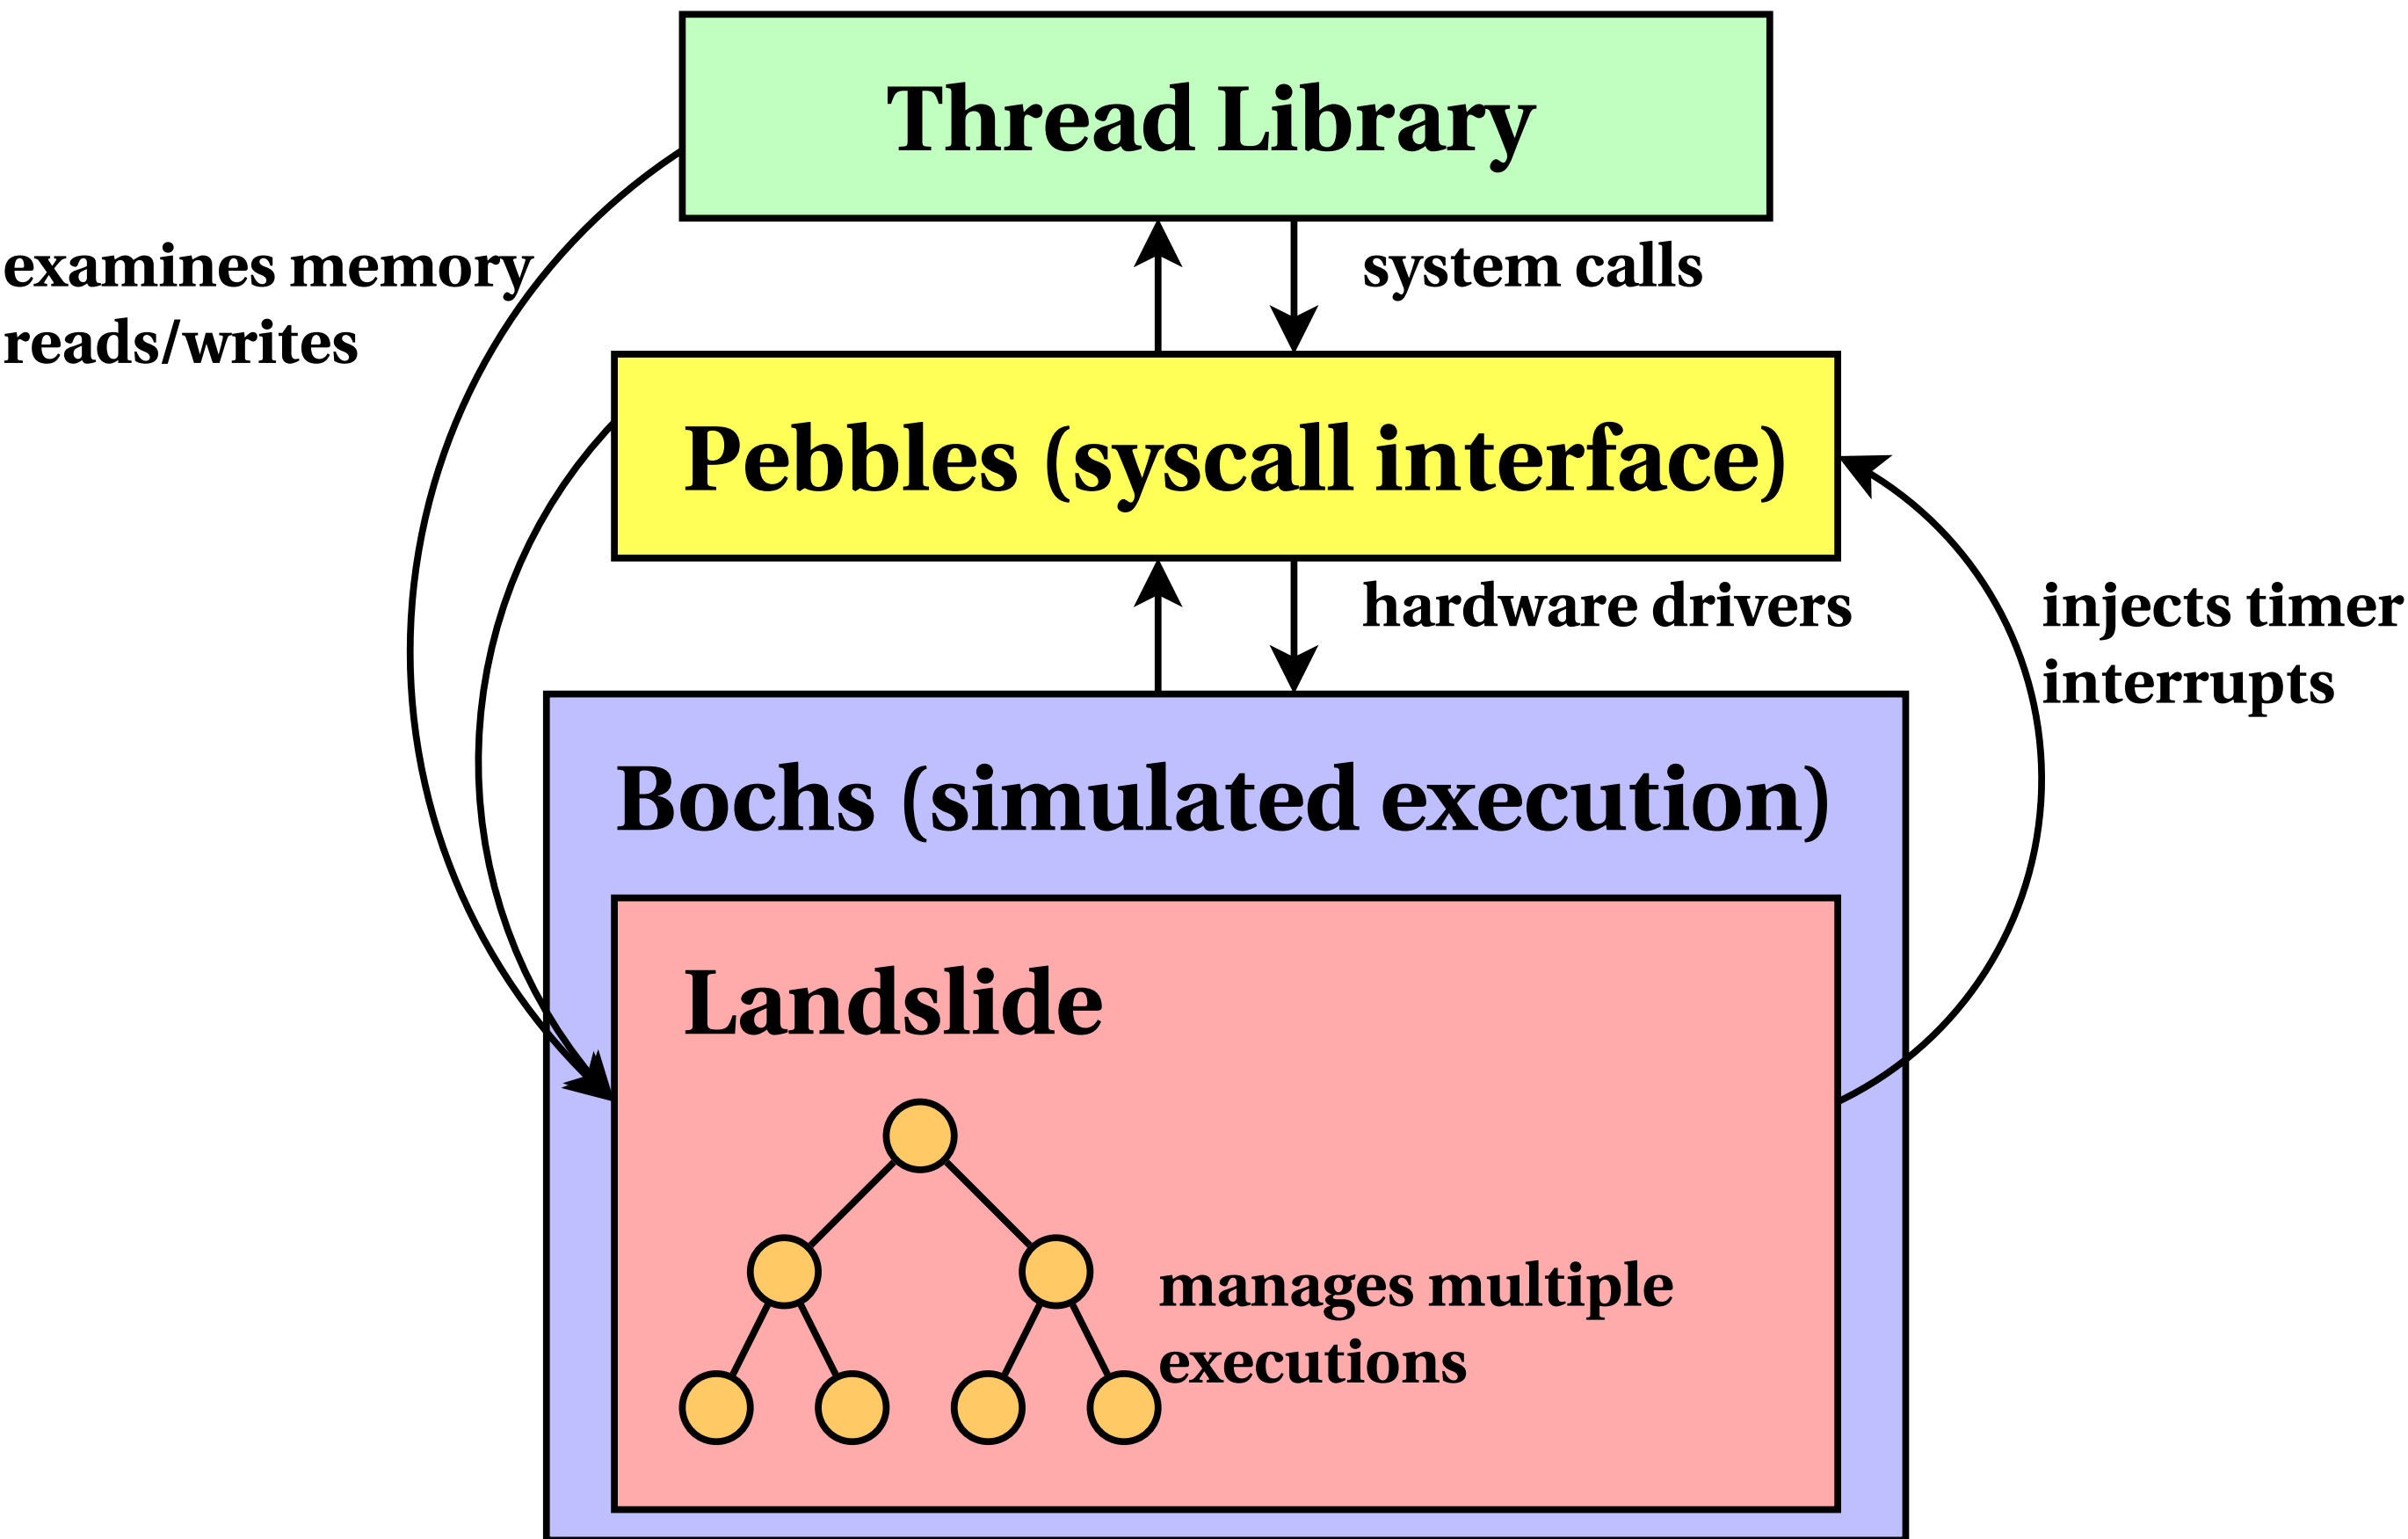 Thread Library
examines memory
reads/writes
system calls
Pebbles (syscall interface)
hardware drivers
injects timer
interrupts
Bochs (simulated execution)
Landslide
manages multiple
executions